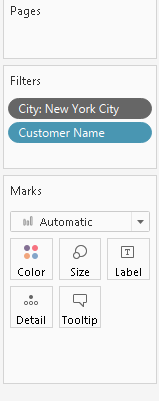 Pages
Filters
City: New York City
Customer Name
Marks
Automatic
Color Size Label
T
Detail Tooltip